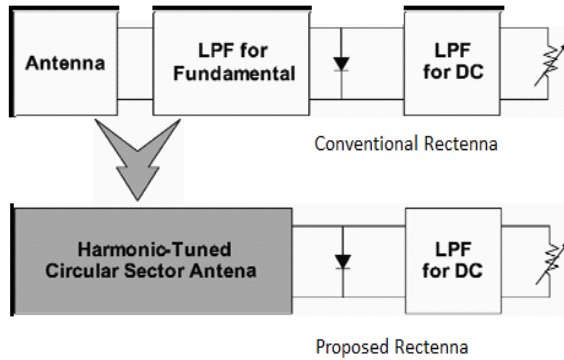 Antenna
LPF for
Fundamental
LPF
for DC
Conventional Rectenna
Harmonic-Tuned
Circular Sector Antena
LPF
for DC
Proposed Rectenna